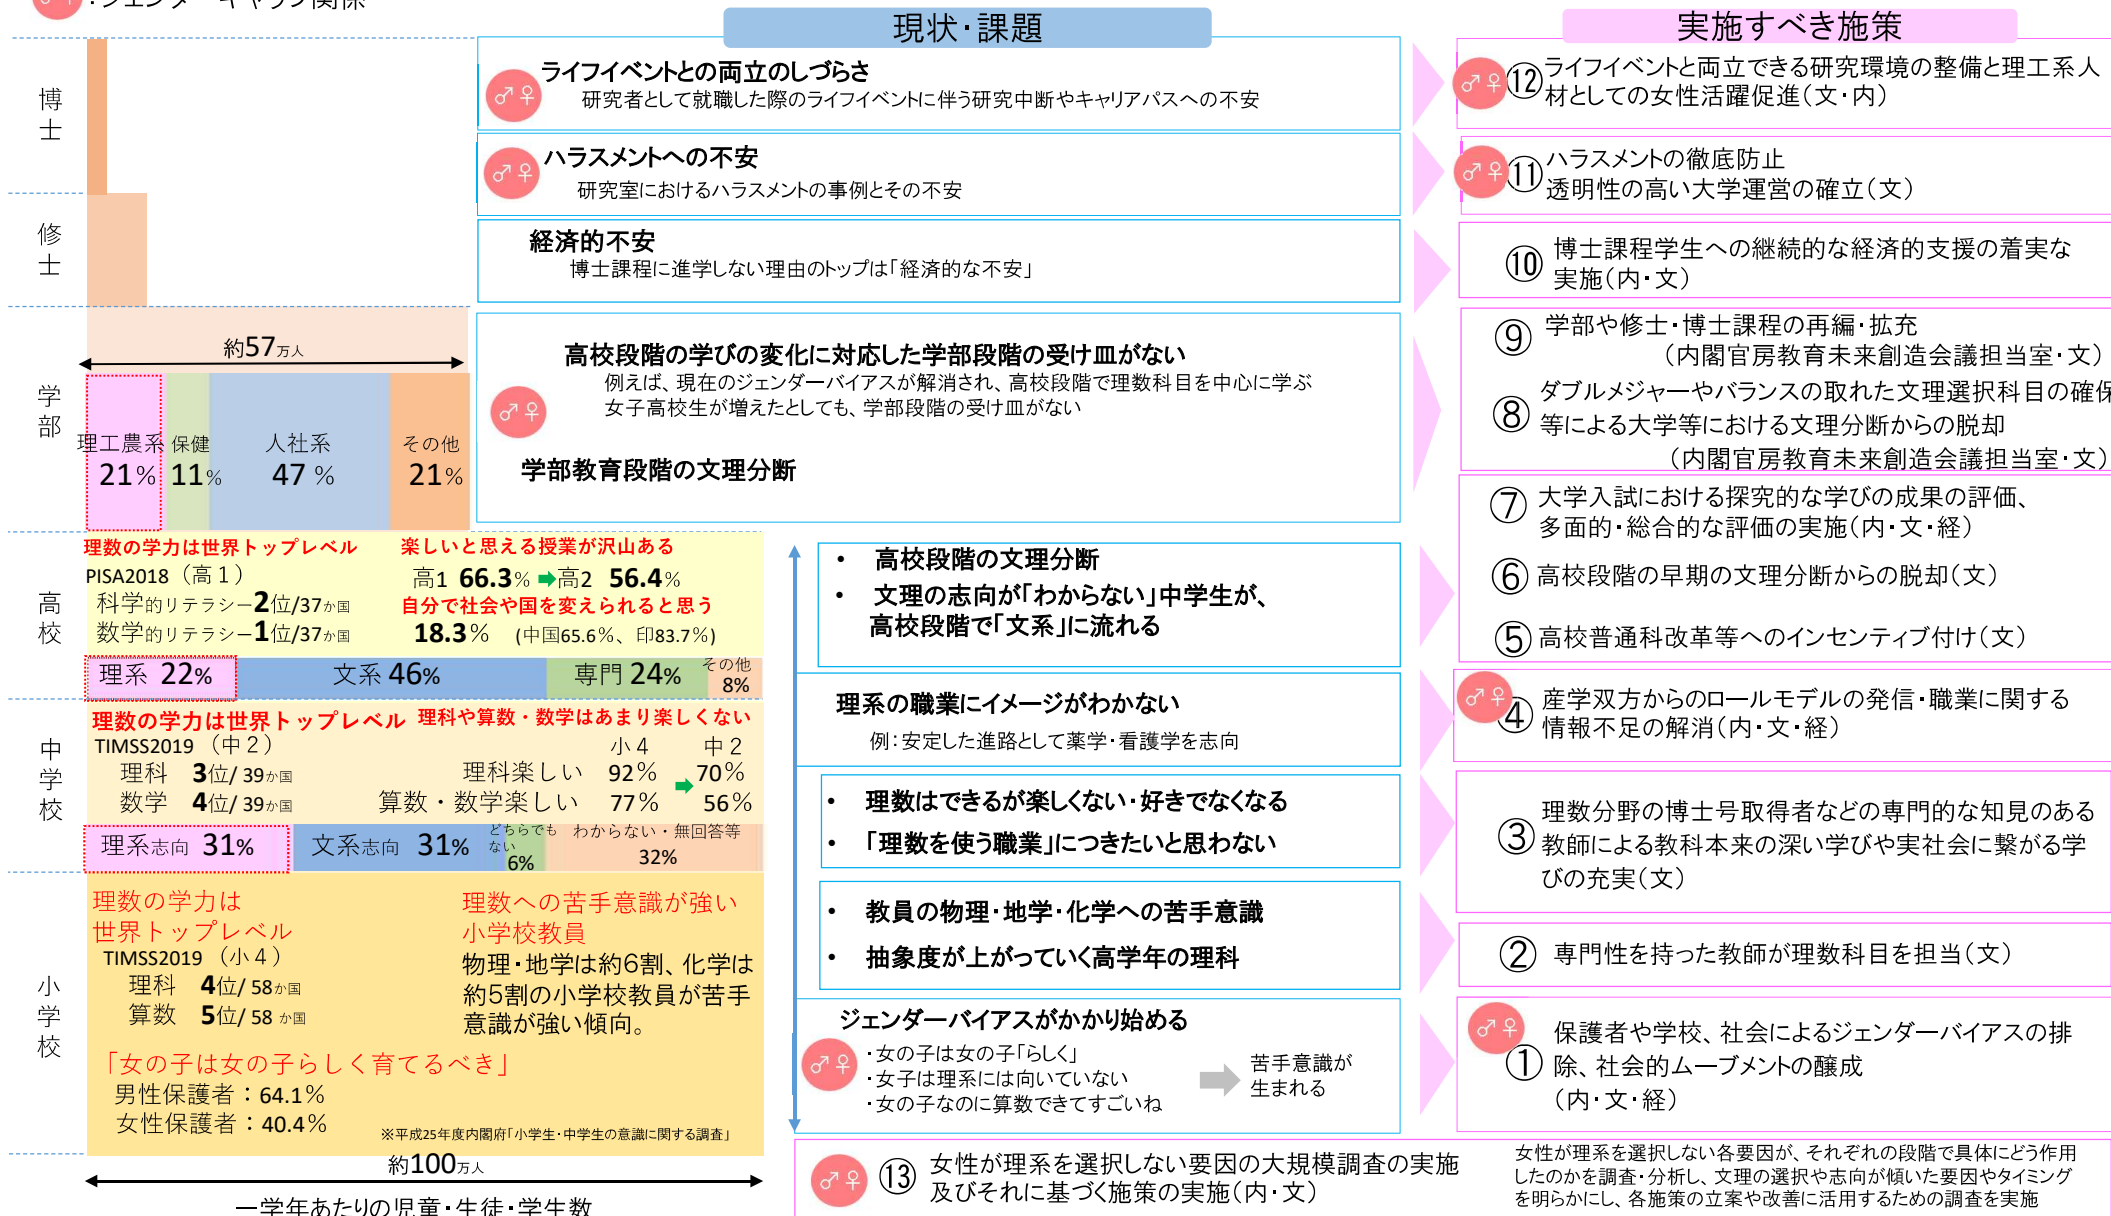 :ジェンダーギャップ関係
現状・課題
実施すべき施策
博士
ライフイベントとの両立のしづらさ
研究者として就職した際のライフイベントに伴う研究中断やキャリアパスへの不安
♂♀
♂♀
⑫
ライフイベントと両立できる研究環境の整備と理工系人
材としての女性活躍促進(文・内)
ハラスメントへの不安
研究室におけるハラスメントの事例とその不安
♂♀
♂♀
⑪
ハラスメントの徹底防止
透明性の高い大学運営の確立(文)
修士
経済的不安
博士課程に進学しない理由のトップは「経済的な不安」
⑩
博士課程学生への継続的な経済的支援の着実な
実施(内・文)
学部
約57万人
理工農系
21%
保健
11%
人社系
47 %
その他
21%
♂♀
高校段階の学びの変化に対応した学部段階の受け皿がない
例えば、現在のジェンダーバイアスが解消され、高校段階で理数科目を中心に学ぶ
女子高校生が増えたとしても、学部段階の受け皿がない
学部教育段階の文理分断
⑨
学部や修士・博士課程の再編・拡充
(内閣官房教育未来創造会議担当室・文)
⑧
ダブルメジャーやバランスの取れた文理選択科目の確保
等による大学等における文理分断からの脱却
(内閣官房教育未来創造会議担当室・文)
高校
理数の学力は世界トップレベル
PISA2018(高1)
科学的リテラシー2位/37か国
数学的リテラシー1位/37か国
楽しいと思える授業が沢山ある
高1 66.3% ➡高2 56.4%
自分で社会や国を変えられると思う
18.3% (中国65.6%、印83.7%)
理系 22%
文系 46%
専門 24%
その他
8%
• 高校段階の文理分断
• 文理の志向が「わからない」中学生が、
高校段階で「文系」に流れる
⑦
大学入試における探究的な学びの成果の評価、
多面的・総合的な評価の実施(内・文・経)
⑥ 高校段階の早期の文理分断からの脱却(文)
⑤ 高校普通科改革等へのインセンティブ付け(文)
中学校
理数の学力は世界トップレベル
TIMSS2019(中2)
理科 3位/ 39か国
数学 4位/ 39か国
理科や算数・数学はあまり楽しくない
小4 中2
理科楽しい 92% ➡ 70%
算数・数学楽しい 77% 56%
理系志向 31%
文系志向 31%
どちらでも
ない
6%
わからない・無回答等
32%
理系の職業にイメージがわかない
例:安定した進路として薬学・看護学を志向
♂♀
④
産学双方からのロールモデルの発信・職業に関する
情報不足の解消(内・文・経)
• 理数はできるが楽しくない・好きでなくなる
• 「理数を使う職業」につきたいと思わない
③
理数分野の博士号取得者などの専門的な知見のある
教師による教科本来の深い学びや実社会に繋がる学
びの充実(文)
小学校
理数の学力は
世界トップレベル
TIMSS2019(小4)
理科 4位/ 58か国
算数 5位/ 58 か国
理数への苦手意識が強い
小学校教員
物理・地学は約6割、化学は
約5割の小学校教員が苦手
意識が強い傾向。
「女の子は女の子らしく育てるべき」
男性保護者:64.1%
女性保護者:40.4%
※平成25年度内閣府「小学生・中学生の意識に関する調査」
• 教員の物理・地学・化学への苦手意識
• 抽象度が上がっていく高学年の理科
② 専門性を持った教師が理数科目を担当(文)
ジェンダーバイアスがかかり始める
♂♀
・女の子は女の子「らしく」
・女子は理系には向いていない
・女の子なのに算数できてすごいね
苦手意識が
生まれる
♂♀
①
保護者や学校、社会によるジェンダーバイアスの排
除、社会的ムーブメントの醸成
(内・文・経)
約100万人
一学年あたりの児童・生徒・学生数
♂♀
⑬
女性が理系を選択しない要因の大規模調査の実施
及びそれに基づく施策の実施(内・文)
女性が理系を選択しない各要因が、それぞれの段階で具体にどう作用
したのかを調査・分析し、文理の選択や志向が傾いた要因やタイミング
を明らかにし、各施策の立案や改善に活用するための調査を実施